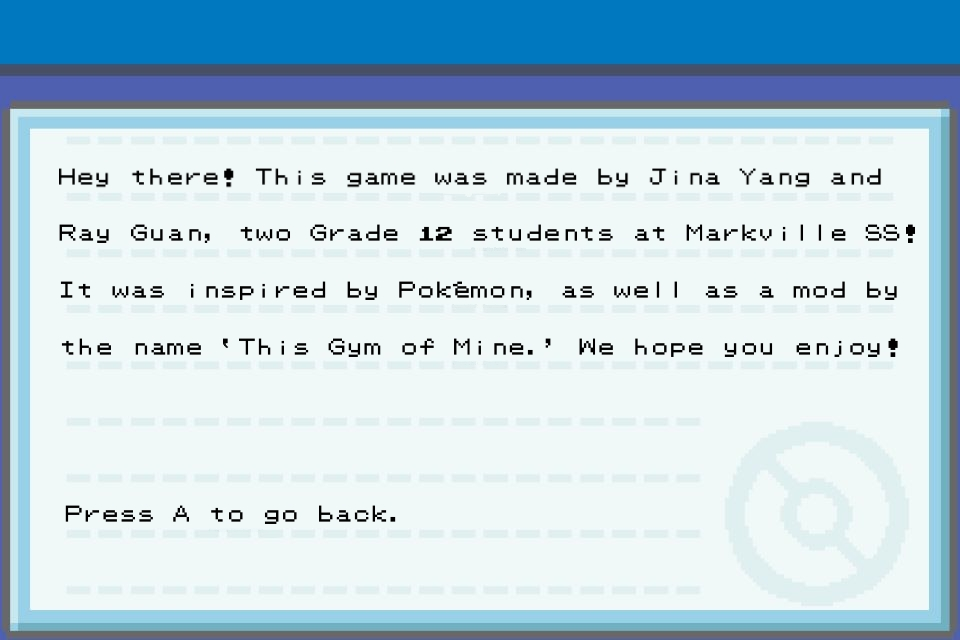 Hey there! This game was made by Jina Yang and
Ray Guan, two Grade 12 students at Markville SS!
It was inspired by Pokémon, as well as a mod by
the name 'This Gym of Mine.' We hope you enjoy!
Press A to go back.